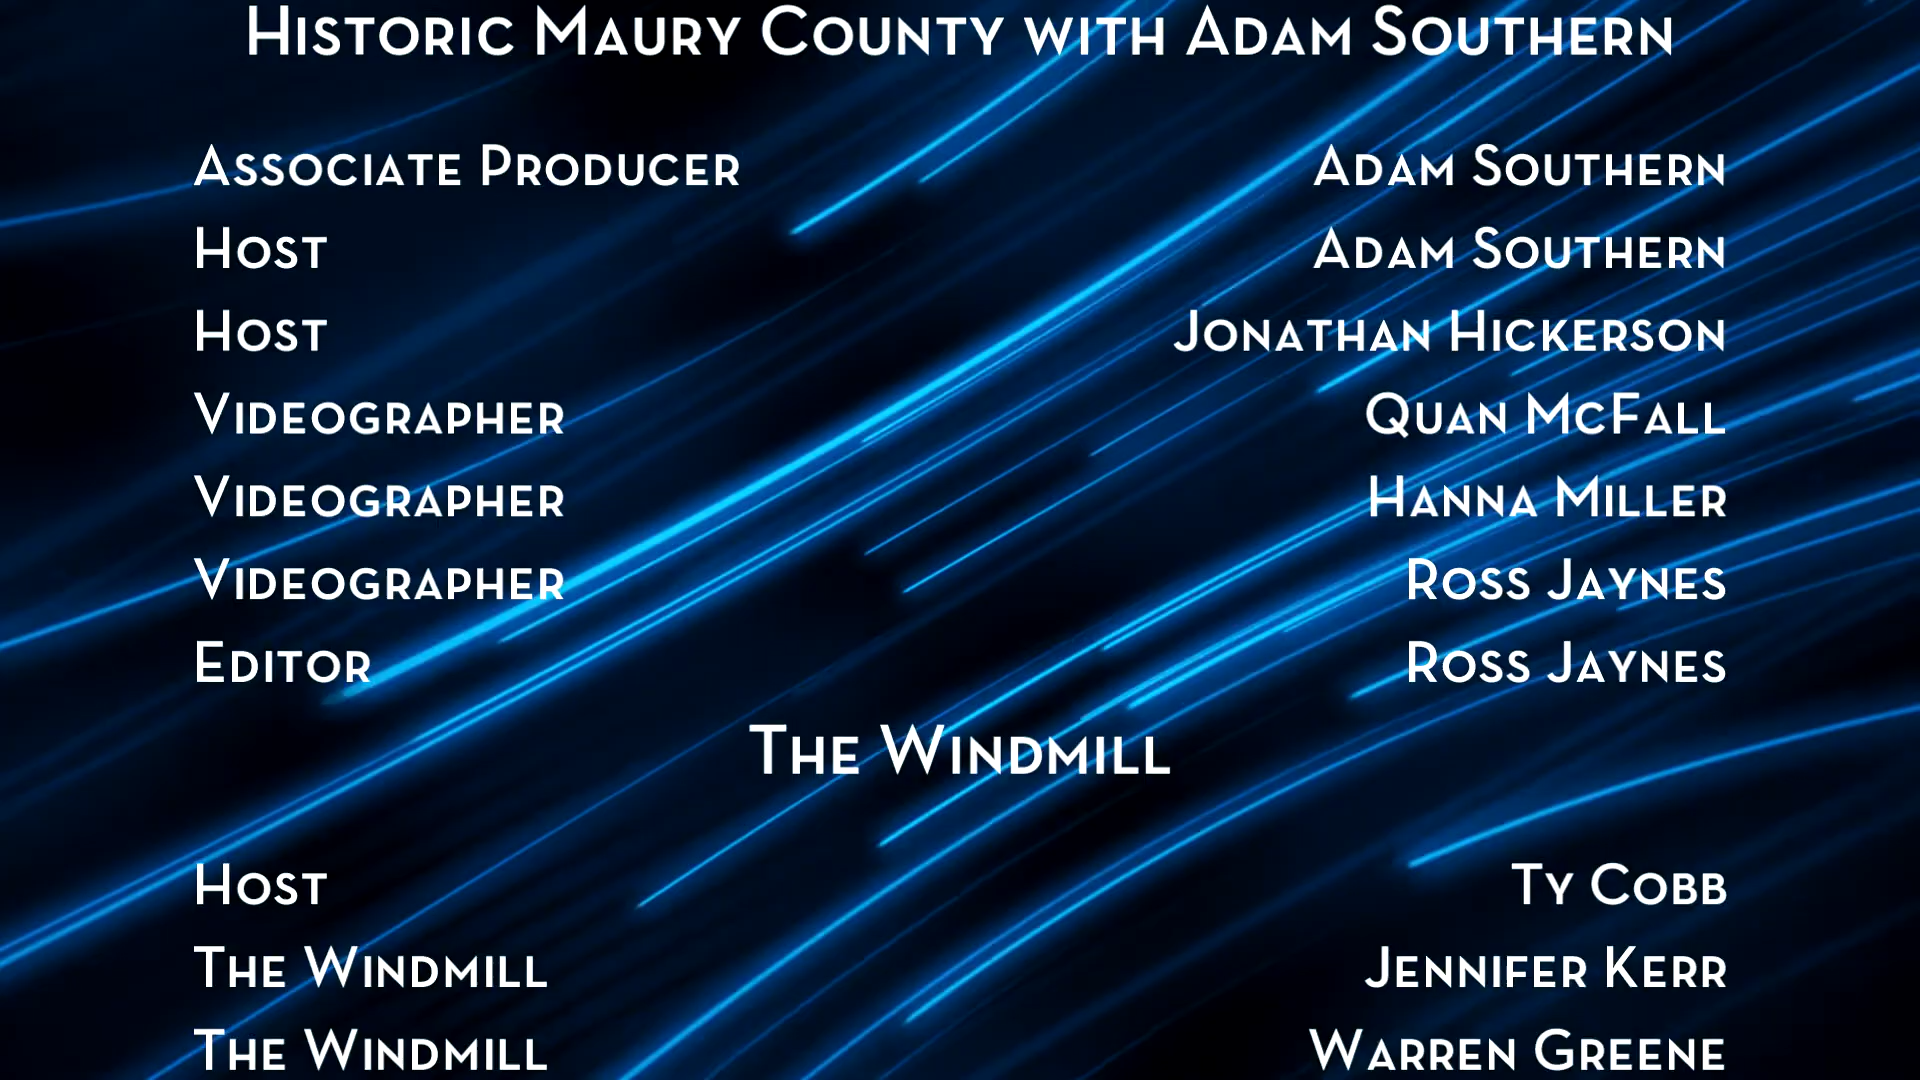 Historic Maury County with Adam Southern
Associate Producer Adam Southern
Host Adam Southern
Host Jonathan Hickerson
Videographer Quan McFall
Videographer Hanna Miller
Videographer Ross Jaynes
Editor Ross Jaynes
The Windmill
Host Ty Cobb
The Windmill Jennifer Kerr
The Windmill Warren Greene